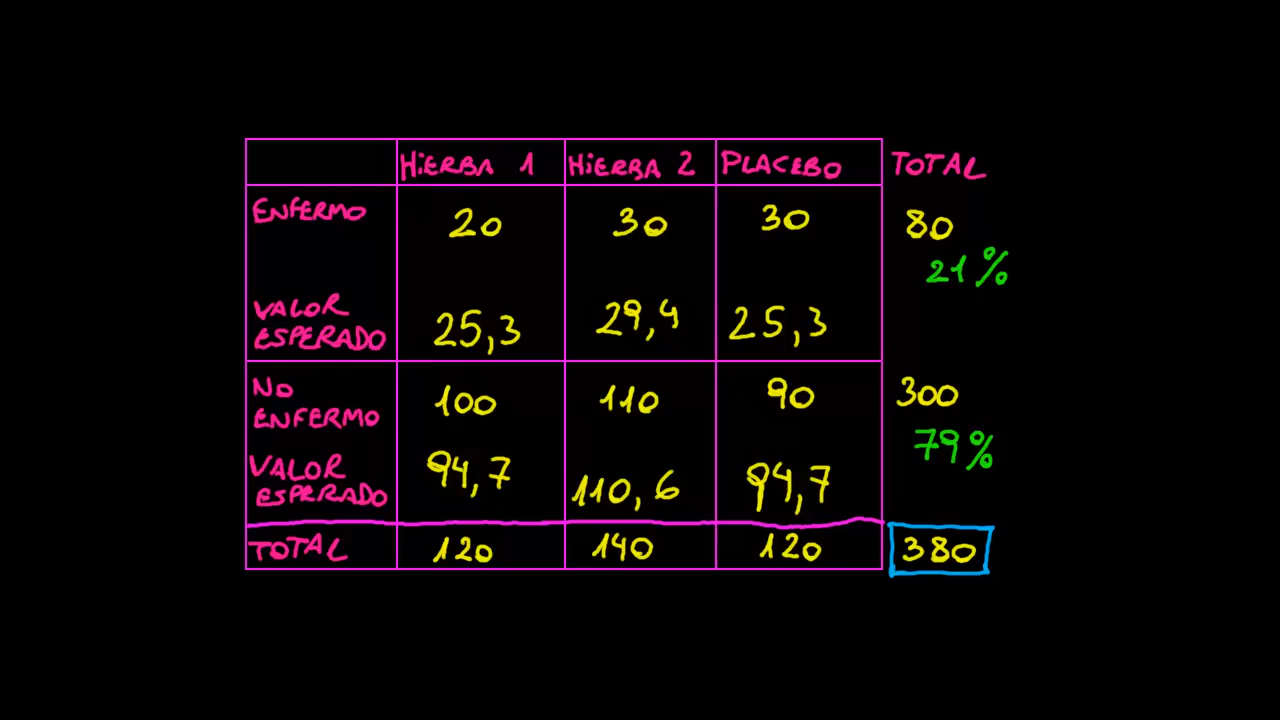 HIERBA 1 HIERBA 2 PLACEBO TOTAL
ENFERMO 20 30 30 80
21%
VALOR
ESPERADO 25,3 29,4 25,3
NO
ENFERMO 100 110 90 300
79%
VALOR
ESPERADO 94,7 110,6 94,7
TOTAL 120 140 120 380